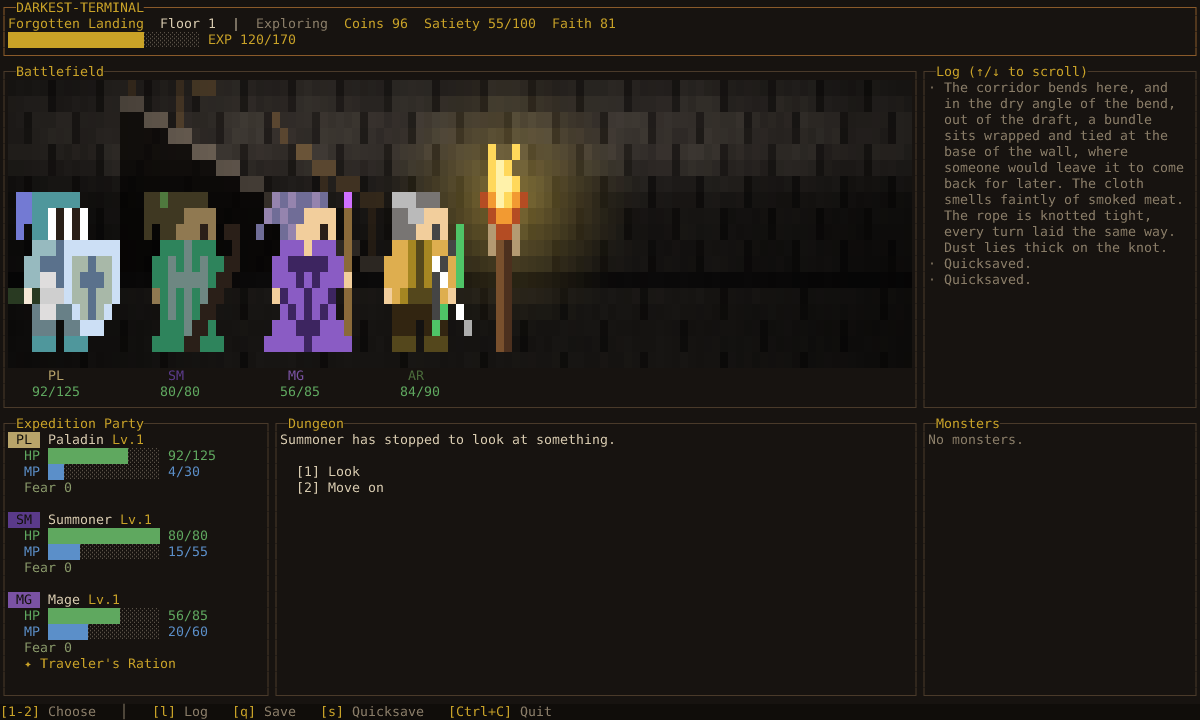 DARKEST-TERMINAL
Forgotten Landing Floor 1 | Exploring Coins 96 Satiety 55/100 Faith 81
EXP 120/170
Battlefield
PL SM MG AR
92/125 80/80 56/85 84/90
Log (↑/↓ to scroll)
· The corridor bends here, and
in the dry angle of the bend,
out of the draft, a bundle
sits wrapped and tied at the
base of the wall, where
someone would leave it to come
back for later. The cloth
smells faintly of smoked meat.
The rope is knotted tight,
every turn laid the same way.
Dust lies thick on the knot.
· Quicksaved.
· Quicksaved.
Expedition Party
PL Paladin Lv.1
HP 92/125
MP 4/30
Fear 0
SM Summoner Lv.1
HP 80/80
MP 15/55
Fear 0
MG Mage Lv.1
HP 56/85
MP 20/60
Fear 0
✦ Traveler's Ration
Dungeon
Summoner has stopped to look at something.
[1] Look
[2] Move on
Monsters
No monsters.
[1-2] Choose │ [l] Log [q] Save [s] Quicksave [Ctrl+C] Quit